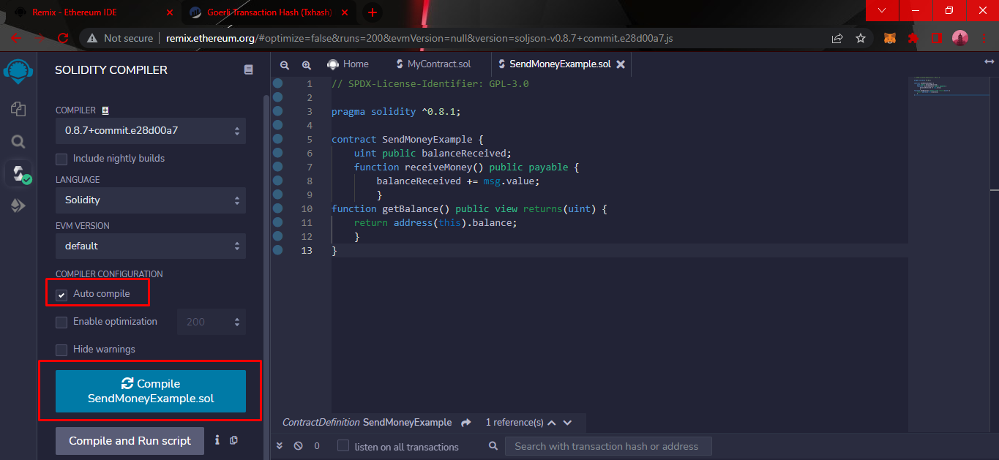 Remix - Ethereum IDE
Goerli Transaction Hash (Txhash)
Not secure
remix.ethereum.org/#optimize=false&runs=200&evmVersion=null&version=soljson-v0.8.7+commit.e28d00a7.js
SOLIDITY COMPILER
COMPILER
0.8.7+commit.e28d00a7
Include nightly builds
LANGUAGE
Solidity
EVM VERSION
default
COMPILER CONFIGURATION
Auto compile
Enable optimization
200
Hide warnings
Compile
SendMoneyExample.sol
Compile and Run script
Home
MyContract.sol
SendMoneyExample.sol
1 // SPDX-License-Identifier: GPL-3.0
2
3 pragma solidity ^0.8.1;
4
5 contract SendMoneyExample {
6 uint public balanceReceived;
7 function receiveMoney() public payable {
8 balanceReceived += msg.value;
9 }
10 function getBalance() public view returns(uint) {
11 return address(this).balance;
12 }
13 }
ContractDefinition SendMoneyExample 1 reference(s)
0 listen on all transactions Search with transaction hash or address